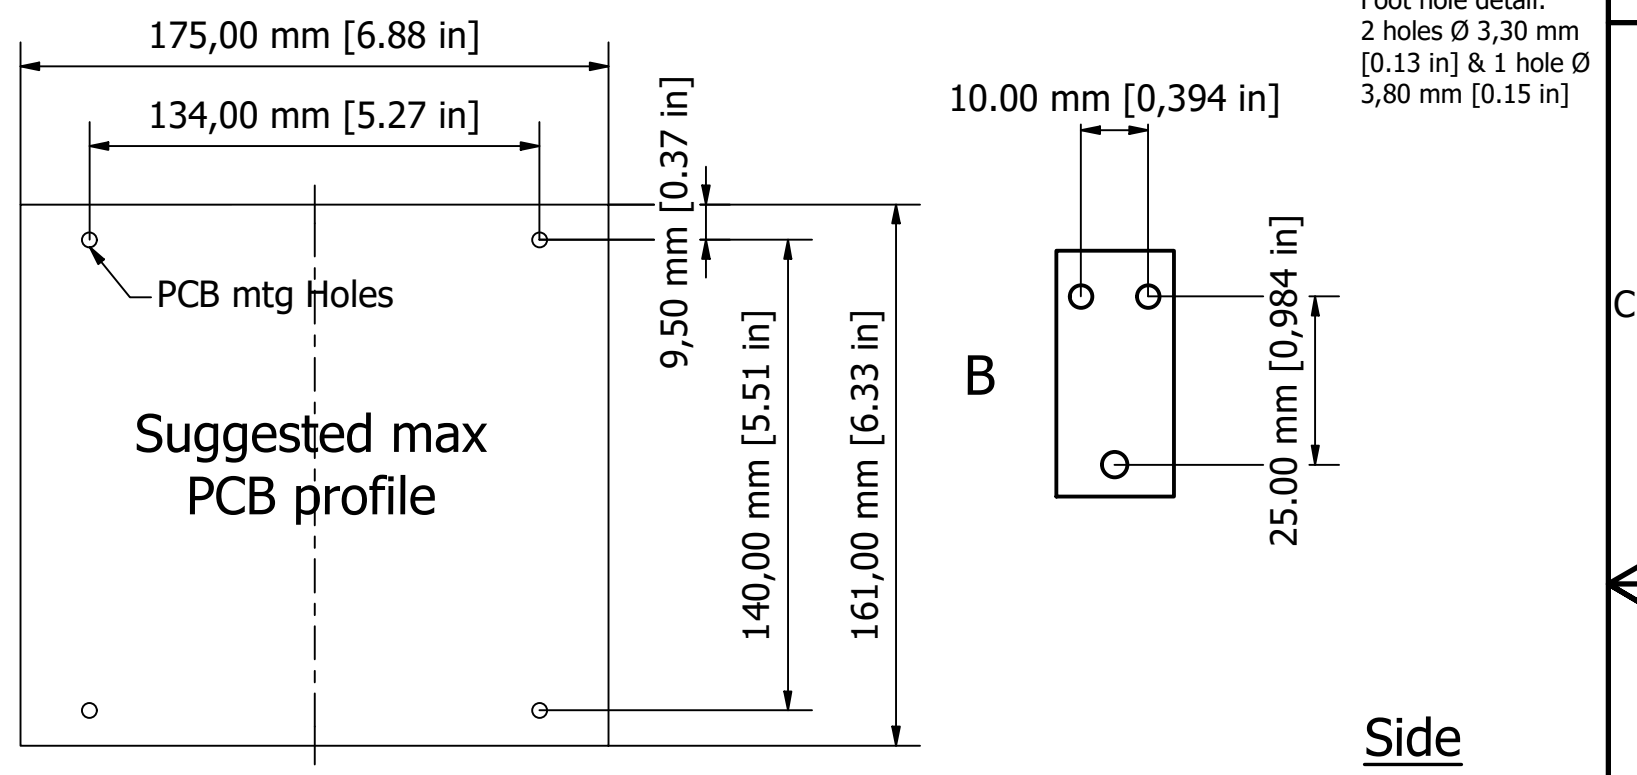 175,00 mm [6.88 in]
134,00 mm [5.27 in]
9,50 mm [0.37 in]
PCB mtg Holes
Suggested max
PCB profile
140,00 mm [5.51 in]
161,00 mm [6.33 in]
10.00 mm [0,394 in]
B
25.00 mm [0,984 in]
Foot hole detail:
2 holes Ø 3,30 mm
[0.13 in] & 1 hole Ø
3,80 mm [0.15 in]
C
Side